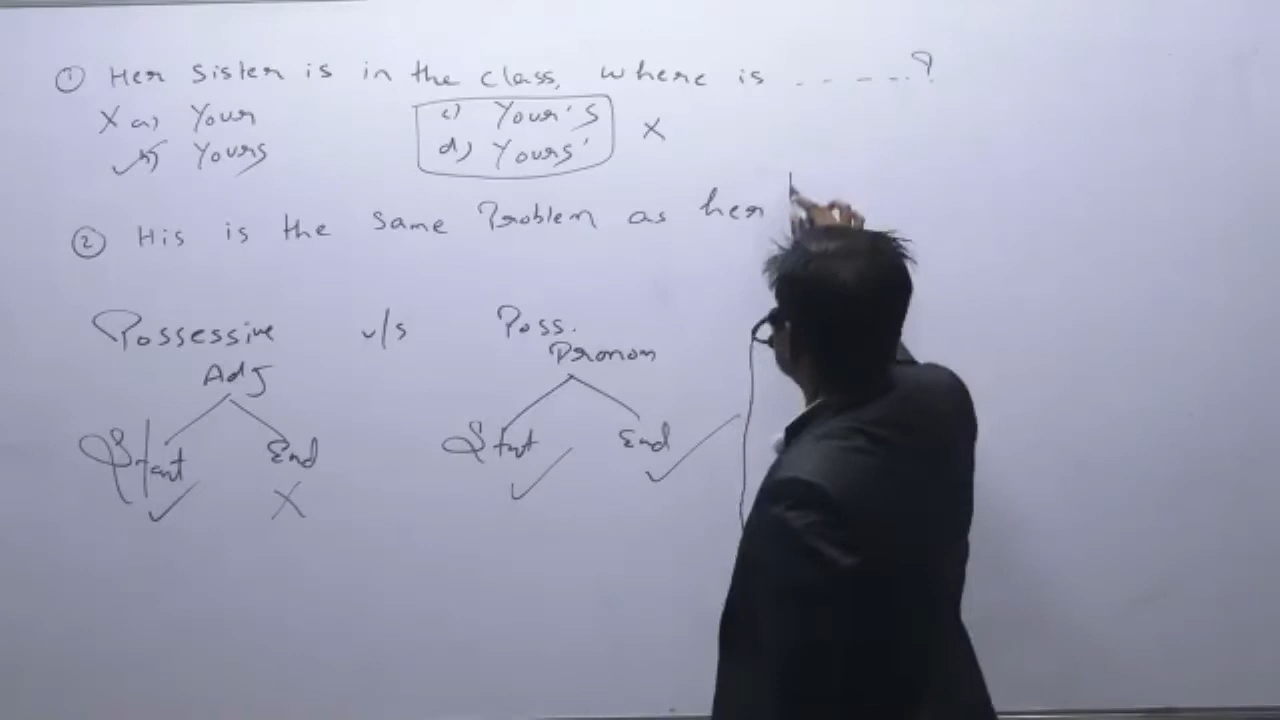 ① Her Sister is in the class, where is - - - - -?
X a) Your
b) Yours
c) Your's
d) Yours' X
② His is the same Problem as her
Possessive v/s Poss.
Adj Pronoun
Start End Start End
X